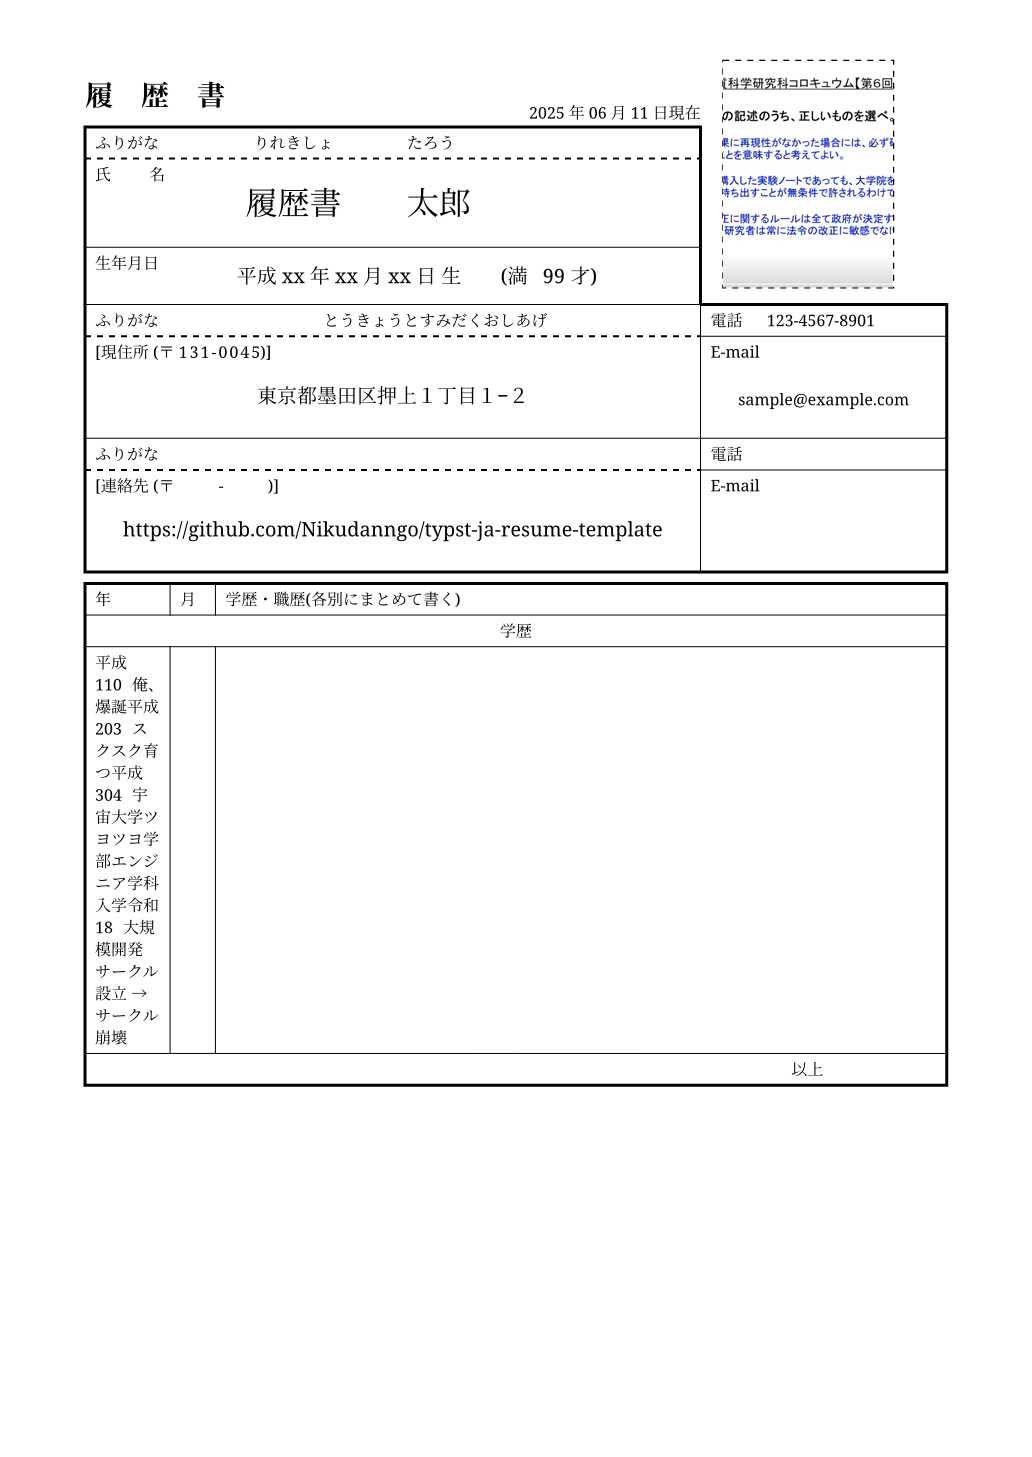 履 歴 書
2025 年 06 月 11 日現在
科学研究科コロキュウム【第6回
の記述のうち、正しいものを選べ。
果に再現性がなかった場合には、必ず
とを意味すると考えてよい。
購入した実験ノートであっても、大学院を
持ち出すことが無条件で許されるわけで
正に関するルールは全て政府が決定す
研究者は常に法令の改正に敏感でな
ふりがな りれきしょ たろう
氏 名
履歴書 太郎
生年月日
平成 xx 年 xx 月 xx 日 生 (満 99 才)
ふりがな とうきょうとすみだくおしあげ
電話 123-4567-8901
[現住所 (〒 131-0045)]
E-mail
東京都墨田区押上１丁目１−２
sample@example.com
ふりがな
電話
[連絡先 (〒 - )]
E-mail
https://github.com/Nikudanngo/typst-ja-resume-template
年 月 学歴・職歴(各別にまとめて書く)
学歴
平成
110 俺、
爆誕平成
203 ス
クスク育
つ平成
304 宇
宙大学ツ
ヨツヨ学
部エンジ
ニア学科
入学令和
18 大規
模開発
サークル
設立 →
サークル
崩壊
以上